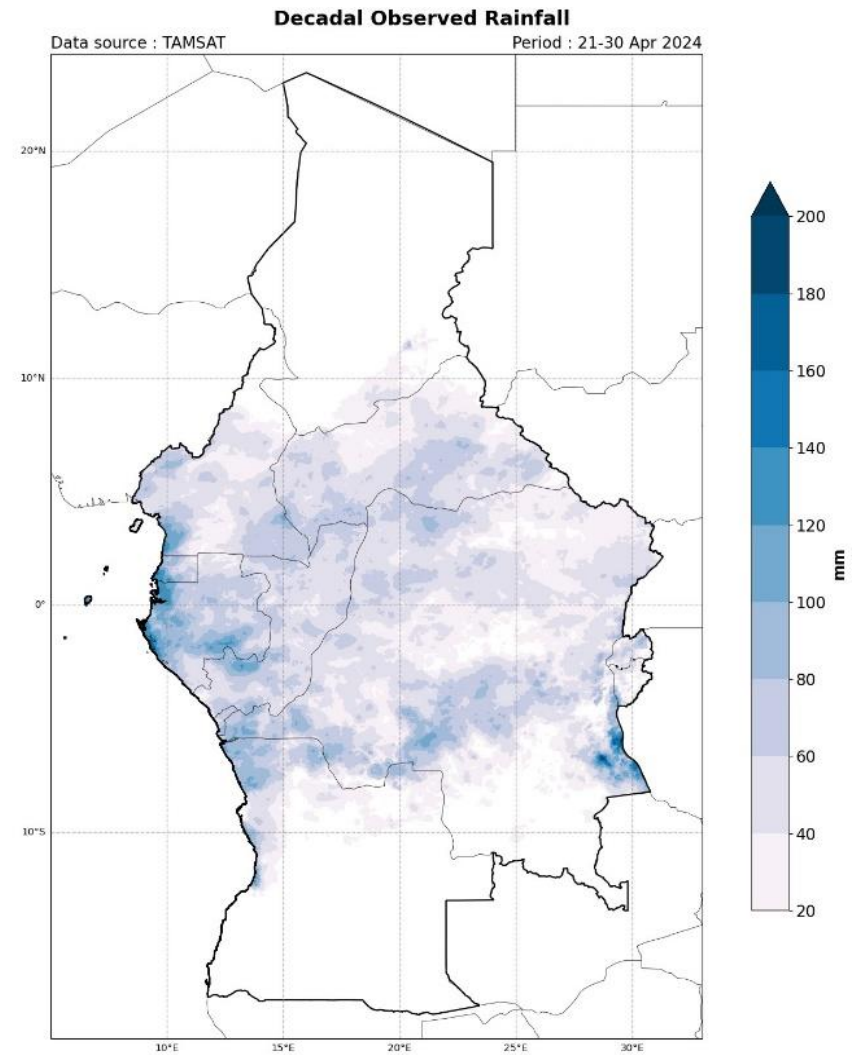 Decadal Observed Rainfall
Data source : TAMSAT
Period : 21-30 Apr 2024
20°N
10°N
0°
10°S
10°E
15°E
20°E
25°E
30°E
200
180
160
140
120
100
80
60
40
20
mm